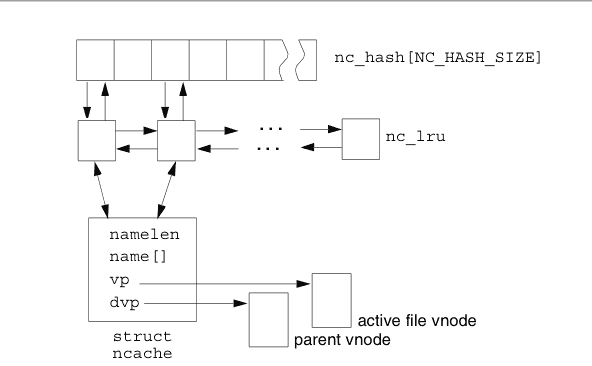 nc_hash[NC_HASH_SIZE]
...
...
nc_lru
namelen
name[]
vp
dvp
active file vnode
parent vnode
struct
ncache